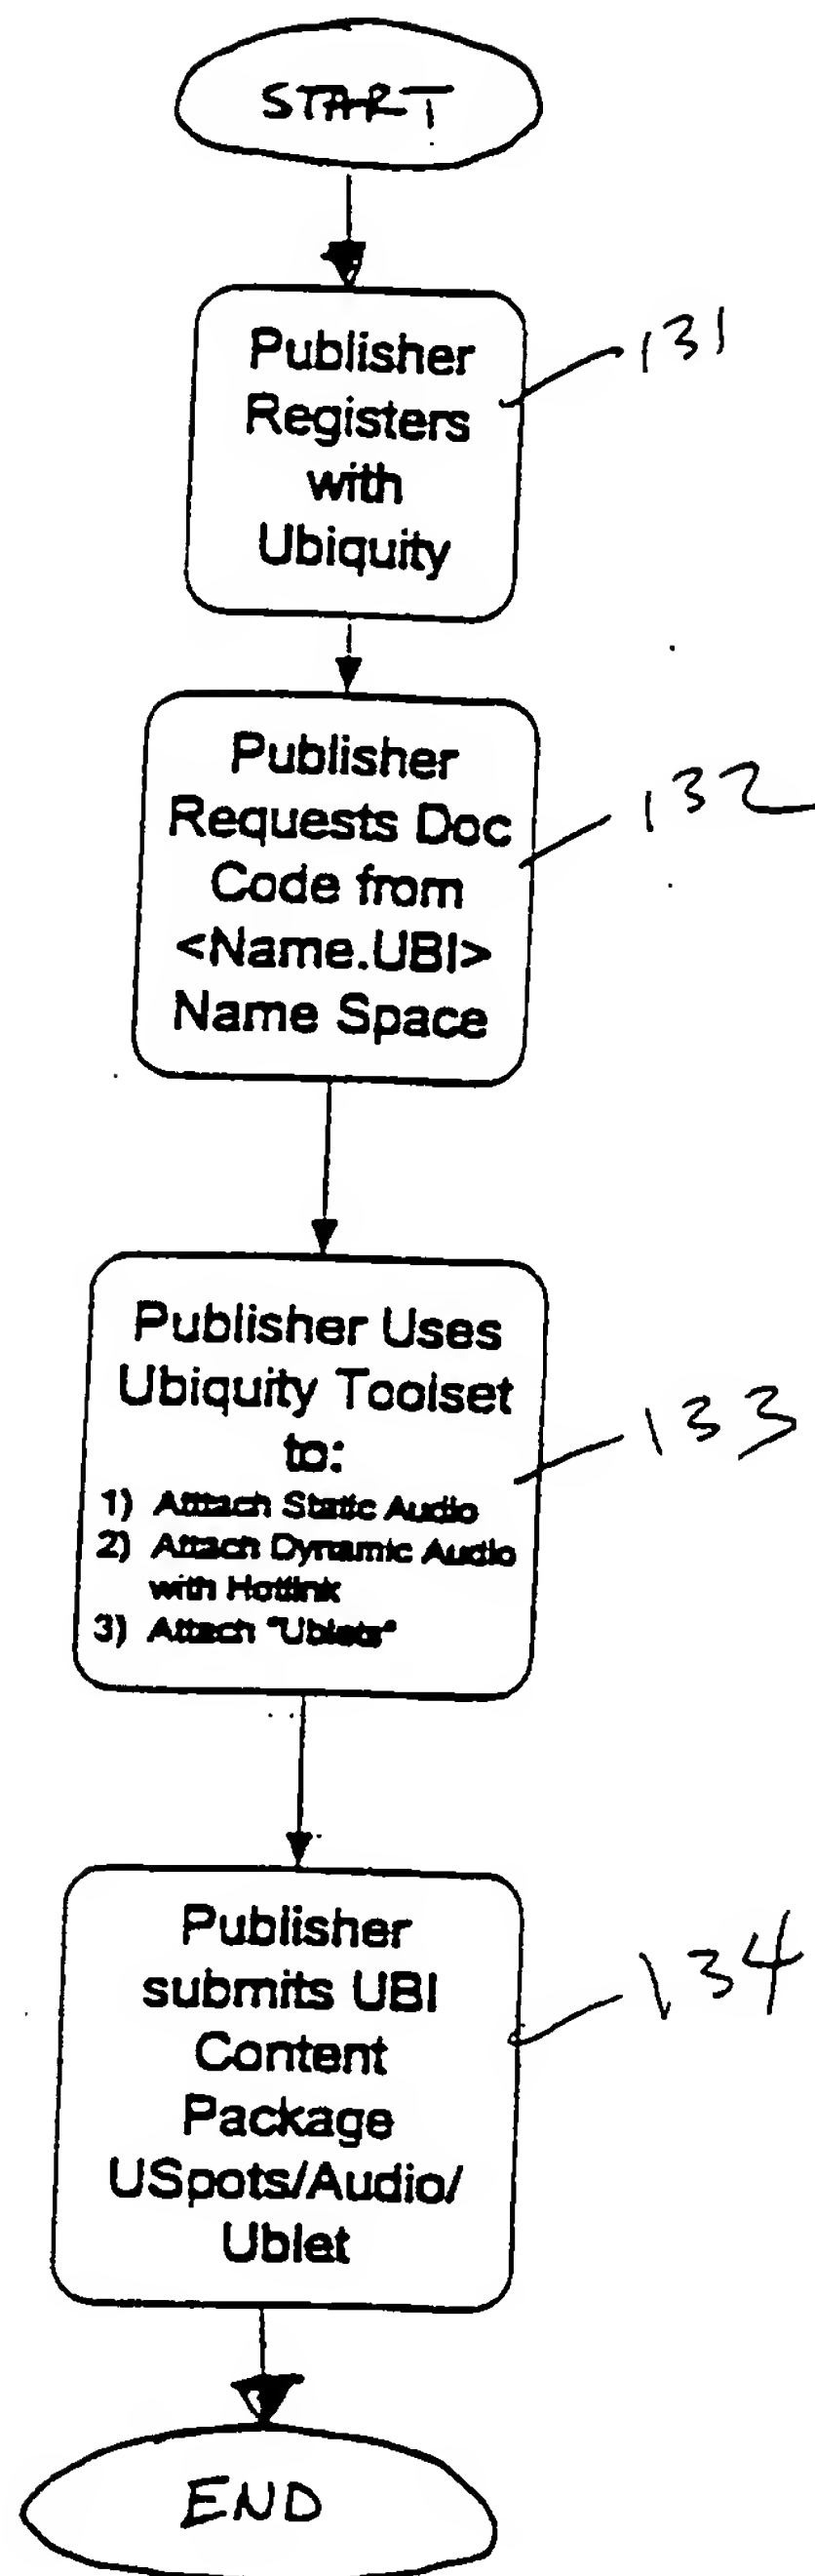 START
Publisher
Registers
with
Ubiquity
131
Publisher
Requests Doc
Code from
<Name.UBI>
Name Space
132
Publisher Uses
Ubiquity Toolset
to:
1) Atttach Static Audio
2) Attach Dynamic Audio
with Hotlink
3) Attach "Ublets"
133
Publisher
submits UBI
Content
Package
USpots/Audio/
Ublet
134
END